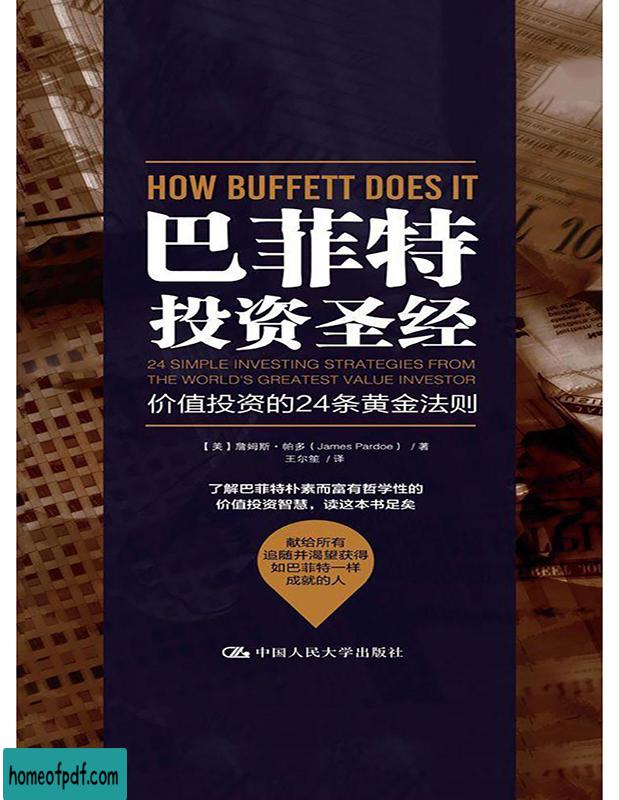 HOW BUFFETT DOES IT
巴菲特
投资圣经
24 SIMPLE INVESTING STRATEGIES FROM
THE WORLD'S GREATEST VALUE INVESTOR
价值投资的24条黄金法则
【美】詹姆斯·帕多(James Pardoe)/著
王尔笙/译
了解巴菲特朴素而富有哲学性的
价值投资智慧，读这本书足矣
献给所有
追随并渴望获得
如巴菲特一样
成就的人
中国人民大学出版社
homeofpdf.com